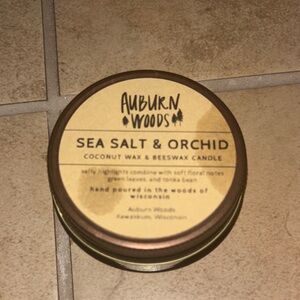 AUBURN
WOODS
SEA SALT & ORCHID
COCONUT WAX & BEESWAX CANDLE
salty highlights combine with soft floral notes
green leaves, and tonka bean
hand poured in the woods of
wisconsin
Auburn Woods
Kewaskum, Wisconsin